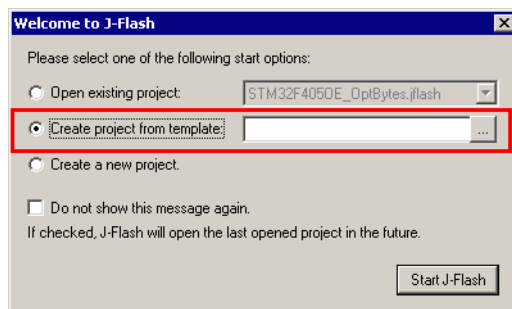 Welcome to J-Flash
Please select one of the following start options:
Open existing project: STM32F405OE_OptBytes.jflash
Create project from template: ...
Create a new project.
Do not show this message again.
If checked, J-Flash will open the last opened project in the future.
Start J-Flash